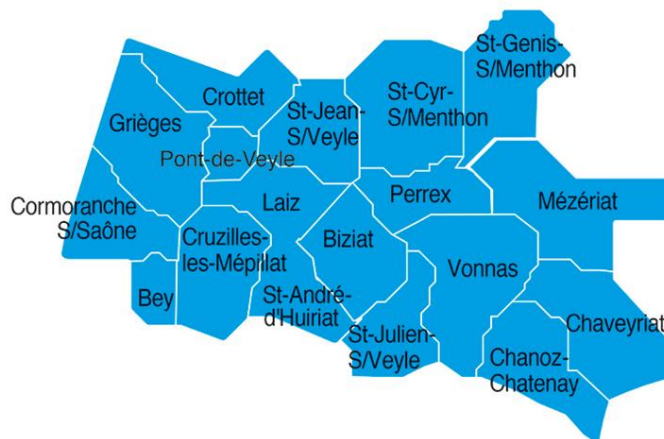 St-Genis-
S/Menthon
Crottet
St-Jean-
S/Veyle
St-Cyr-
S/Menthon
Grièges
Pont-de-Veyle
Cormoranche
S/Saône
Laiz
Perrex
Mézériat
Cruzilles-
les-Mépillat
Biziat
Vonnas
Bey
St-André-
d'Huiriat
St-Julien-
S/Veyle
Chaveyriat
Chanoz-
Chatenay